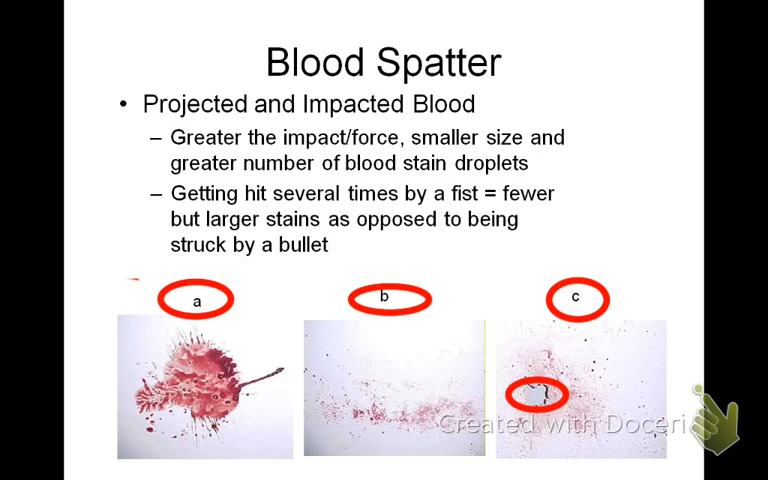 Blood Spatter
• Projected and Impacted Blood
– Greater the impact/force, smaller size and
greater number of blood stain droplets
– Getting hit several times by a fist = fewer
but larger stains as opposed to being
struck by a bullet
a
b
c
Created with Doceri